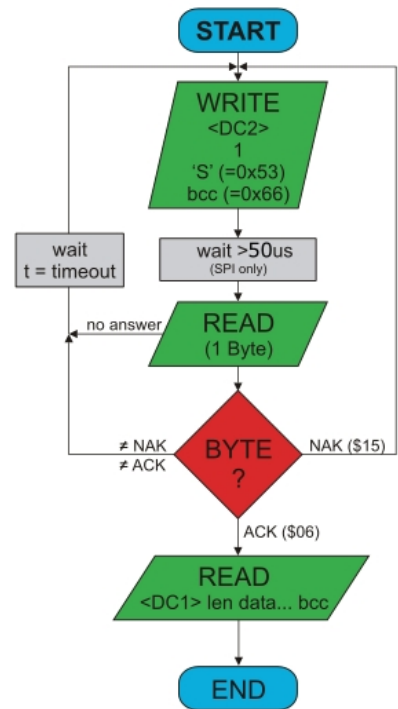 START
WRITE
<DC2>
1
‘S’ (=0x53)
bcc (=0x66)
wait
t = timeout
wait >50us
(SPI only)
no answer
READ
(1 Byte)
≠ NAK
≠ ACK
BYTE
?
NAK ($15)
ACK ($06)
READ
<DC1> len data... bcc
END